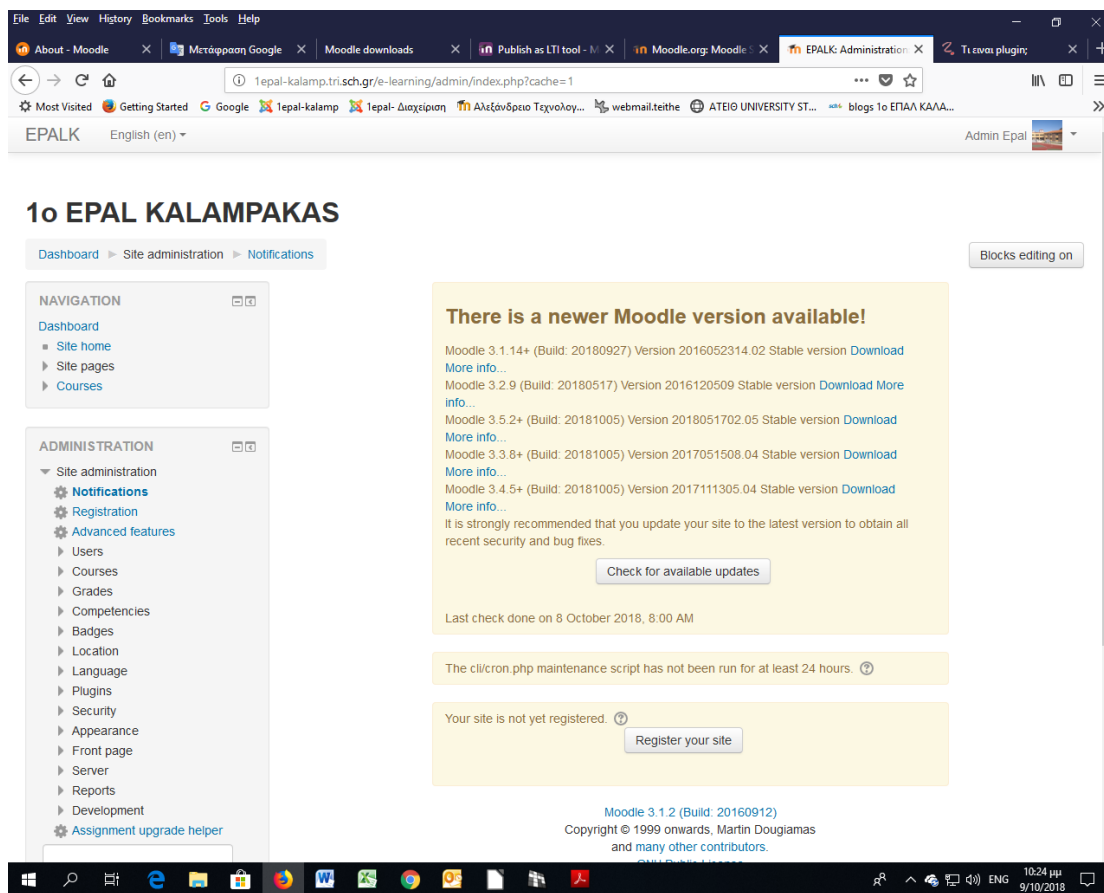 File Edit View History Bookmarks Tools Help
About - Moodle
Μετάφραση Google
Moodle downloads
Publish as LTI tool - M
Moodle.org: Moodle S
EPALK: Administration
Τι ειναι plugin;
1epal-kalamp.tri.sch.gr/e-learning/admin/index.php?cache=1
Most Visited Getting Started Google 1epal-kalamp 1epal- Διαχείριση Αλεξάνδρειο Τεχνολογ... webmail.teithe ΑΤΕΙΘ UNIVERSITY ST... blogs 1ο ΕΠΑΛ ΚΑΛΑ...
EPALK English (en)
Admin Epal
1o EPAL KALAMPAKAS
Dashboard Site administration Notifications
Blocks editing on
NAVIGATION
Dashboard
Site home
Site pages
Courses
ADMINISTRATION
Site administration
Notifications
Registration
Advanced features
Users
Courses
Grades
Competencies
Badges
Location
Language
Plugins
Security
Appearance
Front page
Server
Reports
Development
Assignment upgrade helper
There is a newer Moodle version available!
Moodle 3.1.14+ (Build: 20180927) Version 2016052314.02 Stable version Download
More info...
Moodle 3.2.9 (Build: 20180517) Version 2016120509 Stable version Download More
info...
Moodle 3.5.2+ (Build: 20181005) Version 2018051702.05 Stable version Download
More info...
Moodle 3.3.8+ (Build: 20181005) Version 2017051508.04 Stable version Download
More info...
Moodle 3.4.5+ (Build: 20181005) Version 2017111305.04 Stable version Download
More info...
It is strongly recommended that you update your site to the latest version to obtain all
recent security and bug fixes.
Check for available updates
Last check done on 8 October 2018, 8:00 AM
The cli/cron.php maintenance script has not been run for at least 24 hours.
Your site is not yet registered.
Register your site
Moodle 3.1.2 (Build: 20160912)
Copyright © 1999 onwards, Martin Dougiamas
and many other contributors.
GNU Public License
ENG
10:24 μμ
9/10/2018